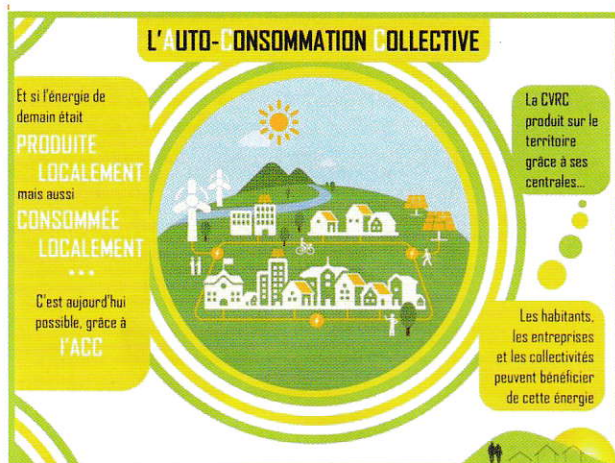 L'AUTO-CONSOMMATION COLLECTIVE
Et si l'énergie de
demain était
PRODUITE
LOCALEMENT
mais aussi
CONSOMMÉE
LOCALEMENT
...
C'est aujourd'hui
possible, grâce à
l'ACC
La CVRC
produit sur le
territoire
grâce à ses
centrales...
Les habitants,
les entreprises
et les collectivités
peuvent bénéficier
de cette énergie